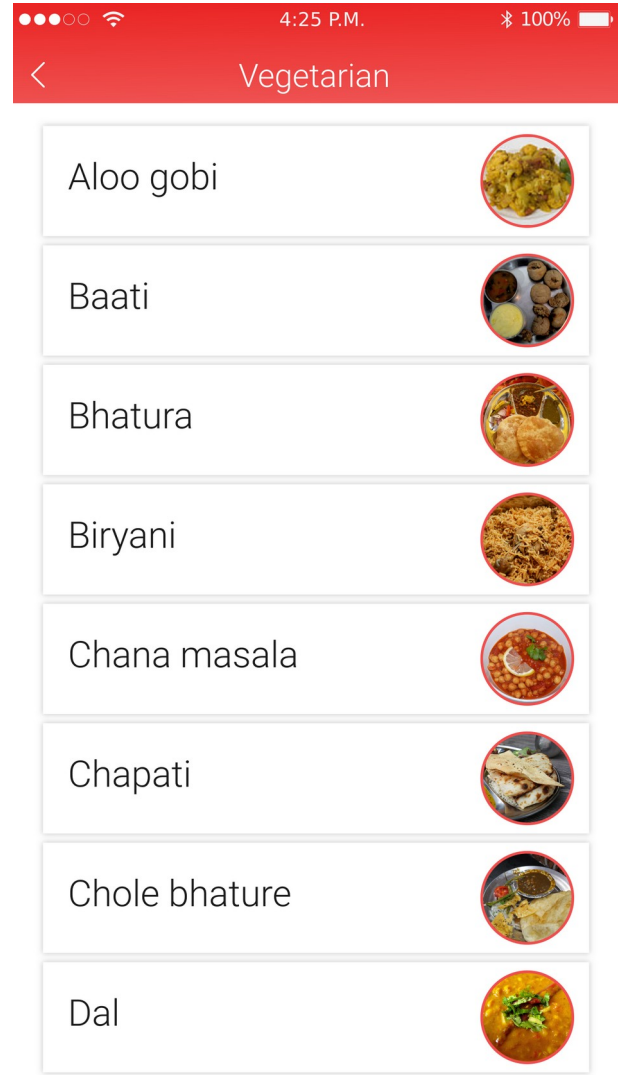 4:25 P.M.
100%
Vegetarian
Aloo gobi
Baati
Bhatura
Biryani
Chana masala
Chapati
Chole bhature
Dal